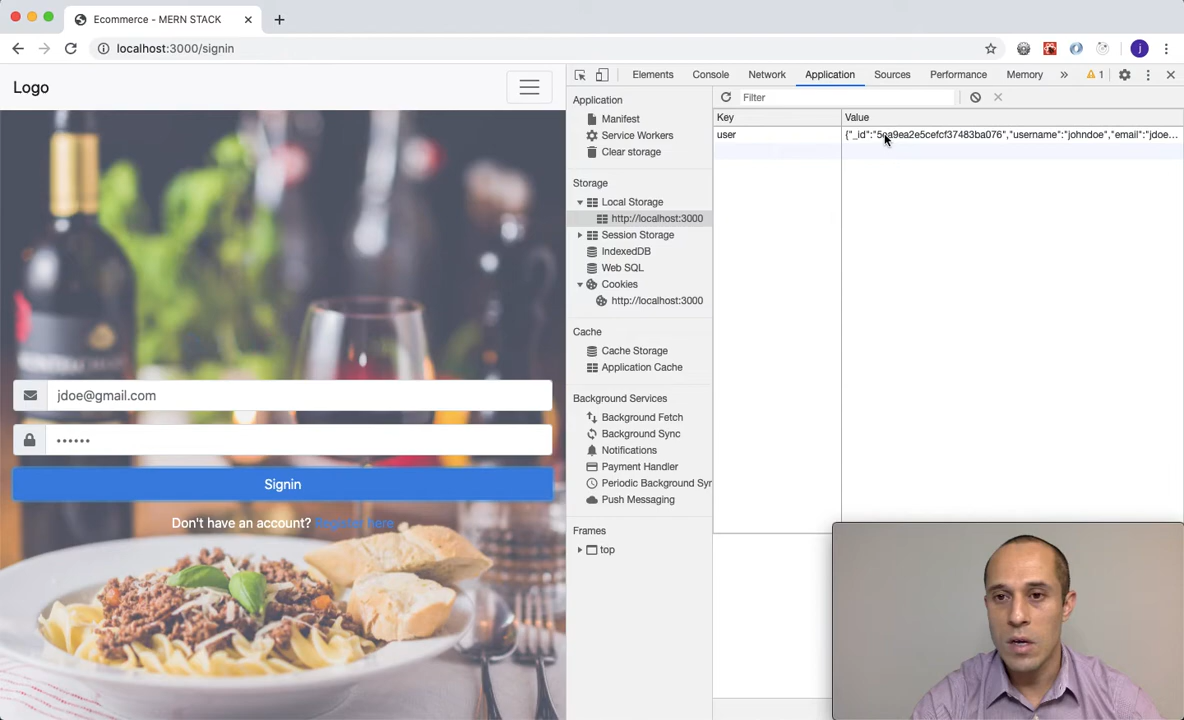 Ecommerce - MERN STACK
localhost:3000/signin
j
Logo
jdoe@gmail.com
••••••
Signin
Don't have an account? Register here
Elements Console Network Application Sources Performance Memory » 1
Application
Manifest
Service Workers
Clear storage
Storage
Local Storage
http://localhost:3000
Session Storage
IndexedDB
Web SQL
Cookies
http://localhost:3000
Cache
Cache Storage
Application Cache
Background Services
Background Fetch
Background Sync
Notifications
Payment Handler
Periodic Background Syn
Push Messaging
Frames
top
Filter
Key Value
user {"_id":"5ea9ea2e5cefcf37483ba076","username":"johndoe","email":"jdoe...